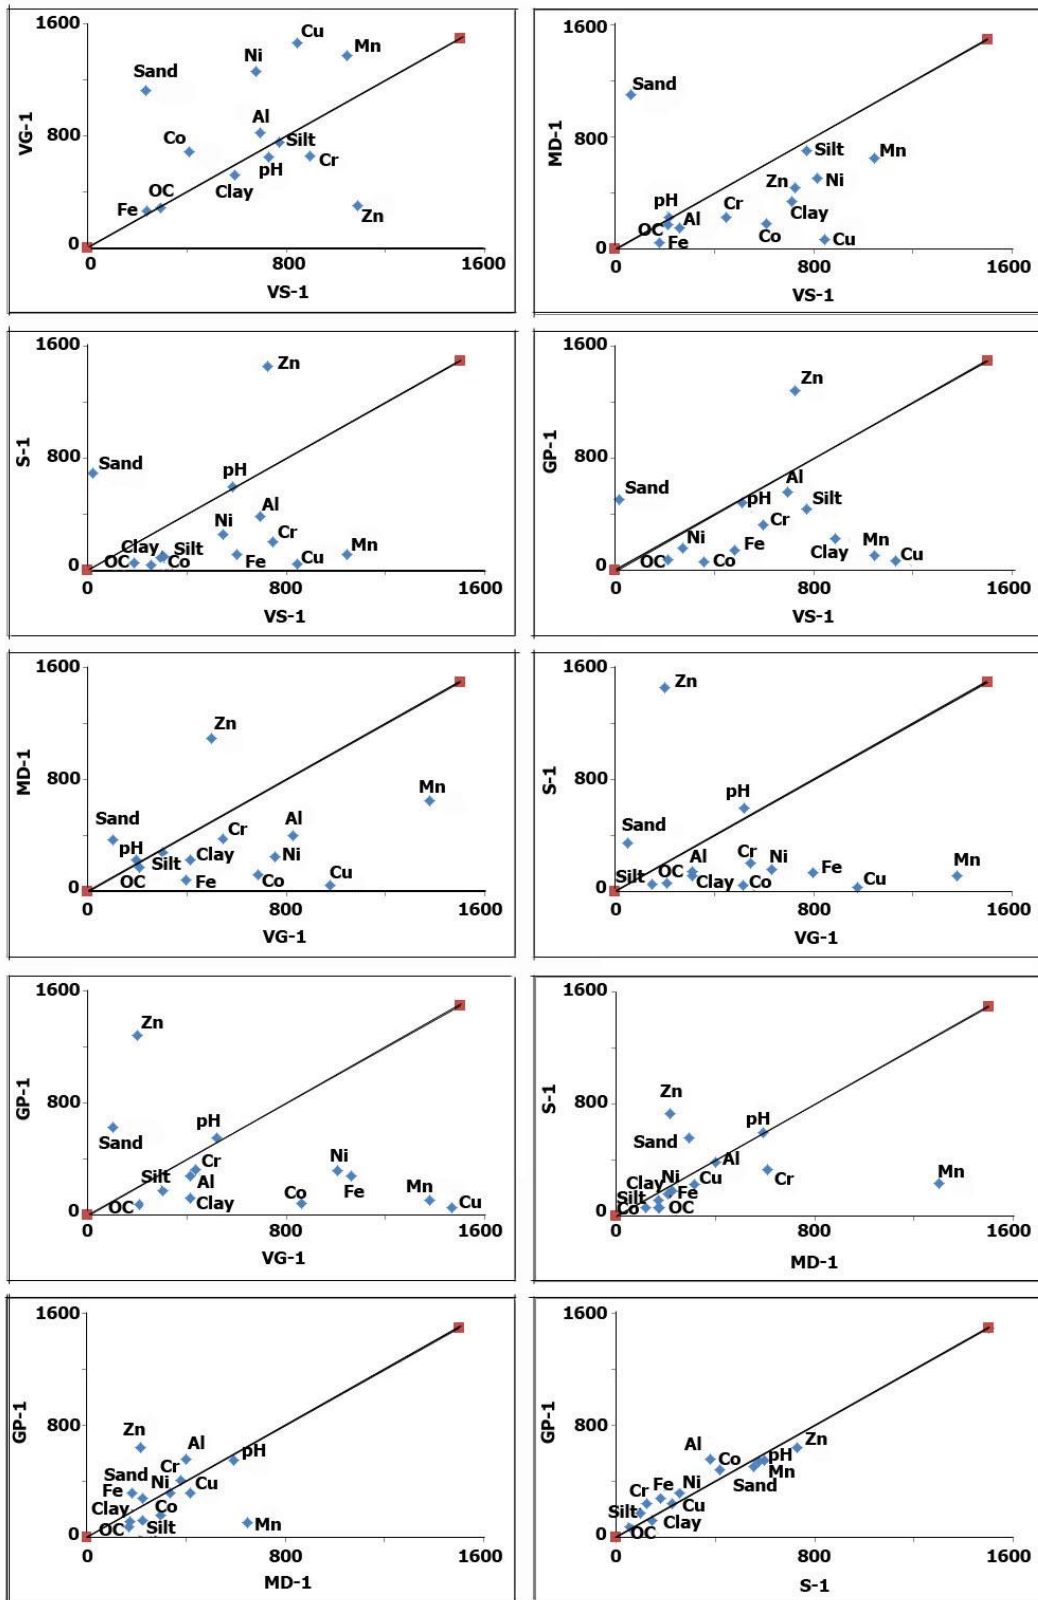 1600
Cu
Mn
Ni
Sand
VG-1
800
Al
Co
Silt
Cr
pH
Clay
OC
Fe
Zn
0
0 800 1600
VS-1
1600
Sand
MD-1
800
Silt
Mn
Zn
Ni
pH
Cr
Clay
OC
Al
Co
Fe
Cu
0
0 800 1600
VS-1
1600
Zn
S-1
800
Sand
pH
Al
Ni
Cr
Clay
Silt
Mn
OC
Co
Fe
Cu
0
0 800 1600
VS-1
1600
Zn
GP-1
800
Sand
Al
pH
Silt
Cr
Ni
Fe
Mn
Clay
OC
Co
Cu
0
0 800 1600
VS-1
1600
Zn
MD-1
800
Mn
Sand
Al
Cr
pH
Silt
Clay
Ni
OC
Fe
Co
Cu
0
0 800 1600
VG-1
1600
Zn
S-1
800
pH
Sand
Cr
Al
Ni
Fe
Mn
Silt
OC
Clay
Co
Cu
0
0 800 1600
VG-1
1600
Zn
GP-1
800
pH
Sand
Cr
Ni
Silt
Al
Fe
Clay
Co
Mn
OC
Cu
0
0 800 1600
VG-1
1600
S-1
Zn
800
pH
Sand
Al
Cr
Mn
Clay
Ni
Cu
Silt
Fe
Co
OC
0
0 800 1600
MD-1
1600
GP-1
800
Zn
Al
pH
Cr
Sand
Fe
Ni
Cu
Clay
Co
OC
Silt
Mn
0
0 800 1600
MD-1
1600
GP-1
800
Zn
Al
Co
pH
Mn
Sand
Cr
Fe
Ni
Silt
Cu
OC
Clay
0
0 800 1600
S-1